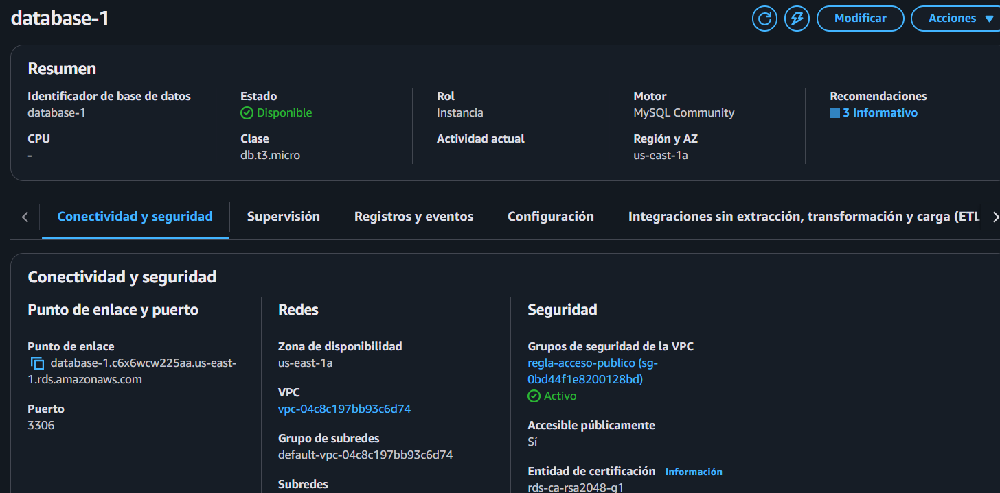 database-1
Modificar
Acciones
Resumen
Identificador de base de datos
database-1
Estado
Disponible
Rol
Instancia
Motor
MySQL Community
Recomendaciones
3 Informativo
CPU
-
Clase
db.t3.micro
Actividad actual
Región y AZ
us-east-1a
Conectividad y seguridad
Supervisión
Registros y eventos
Configuración
Integraciones sin extracción, transformación y carga (ETL
Conectividad y seguridad
Punto de enlace y puerto
Punto de enlace
database-1.c6x6wcw225aa.us-east-
1.rds.amazonaws.com
Puerto
3306
Redes
Zona de disponibilidad
us-east-1a
VPC
vpc-04c8c197bb93c6d74
Grupo de subredes
default-vpc-04c8c197bb93c6d74
Subredes
Seguridad
Grupos de seguridad de la VPC
regla-acceso-publico (sg-
0bd44f1e8200128bd)
Activo
Accesible públicamente
Sí
Entidad de certificación Información
rds-ca-rsa2048-g1